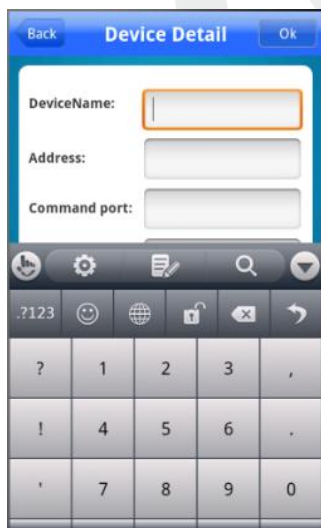 Back Device Detail Ok
DeviceName:
Address:
Command port:
.?123
? 1 2 3 ,
! 4 5 6 .
' 7 8 9 0